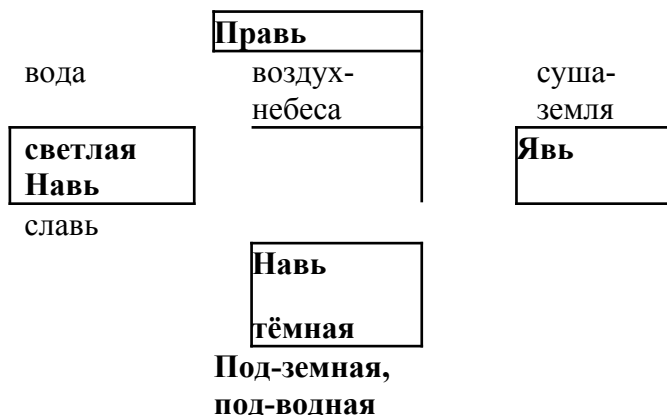 Правь
вода воздух- суша-
небеса земля
светлая Явь
Навь
славь
Навь
тёмная
Под-земная,
под-водная